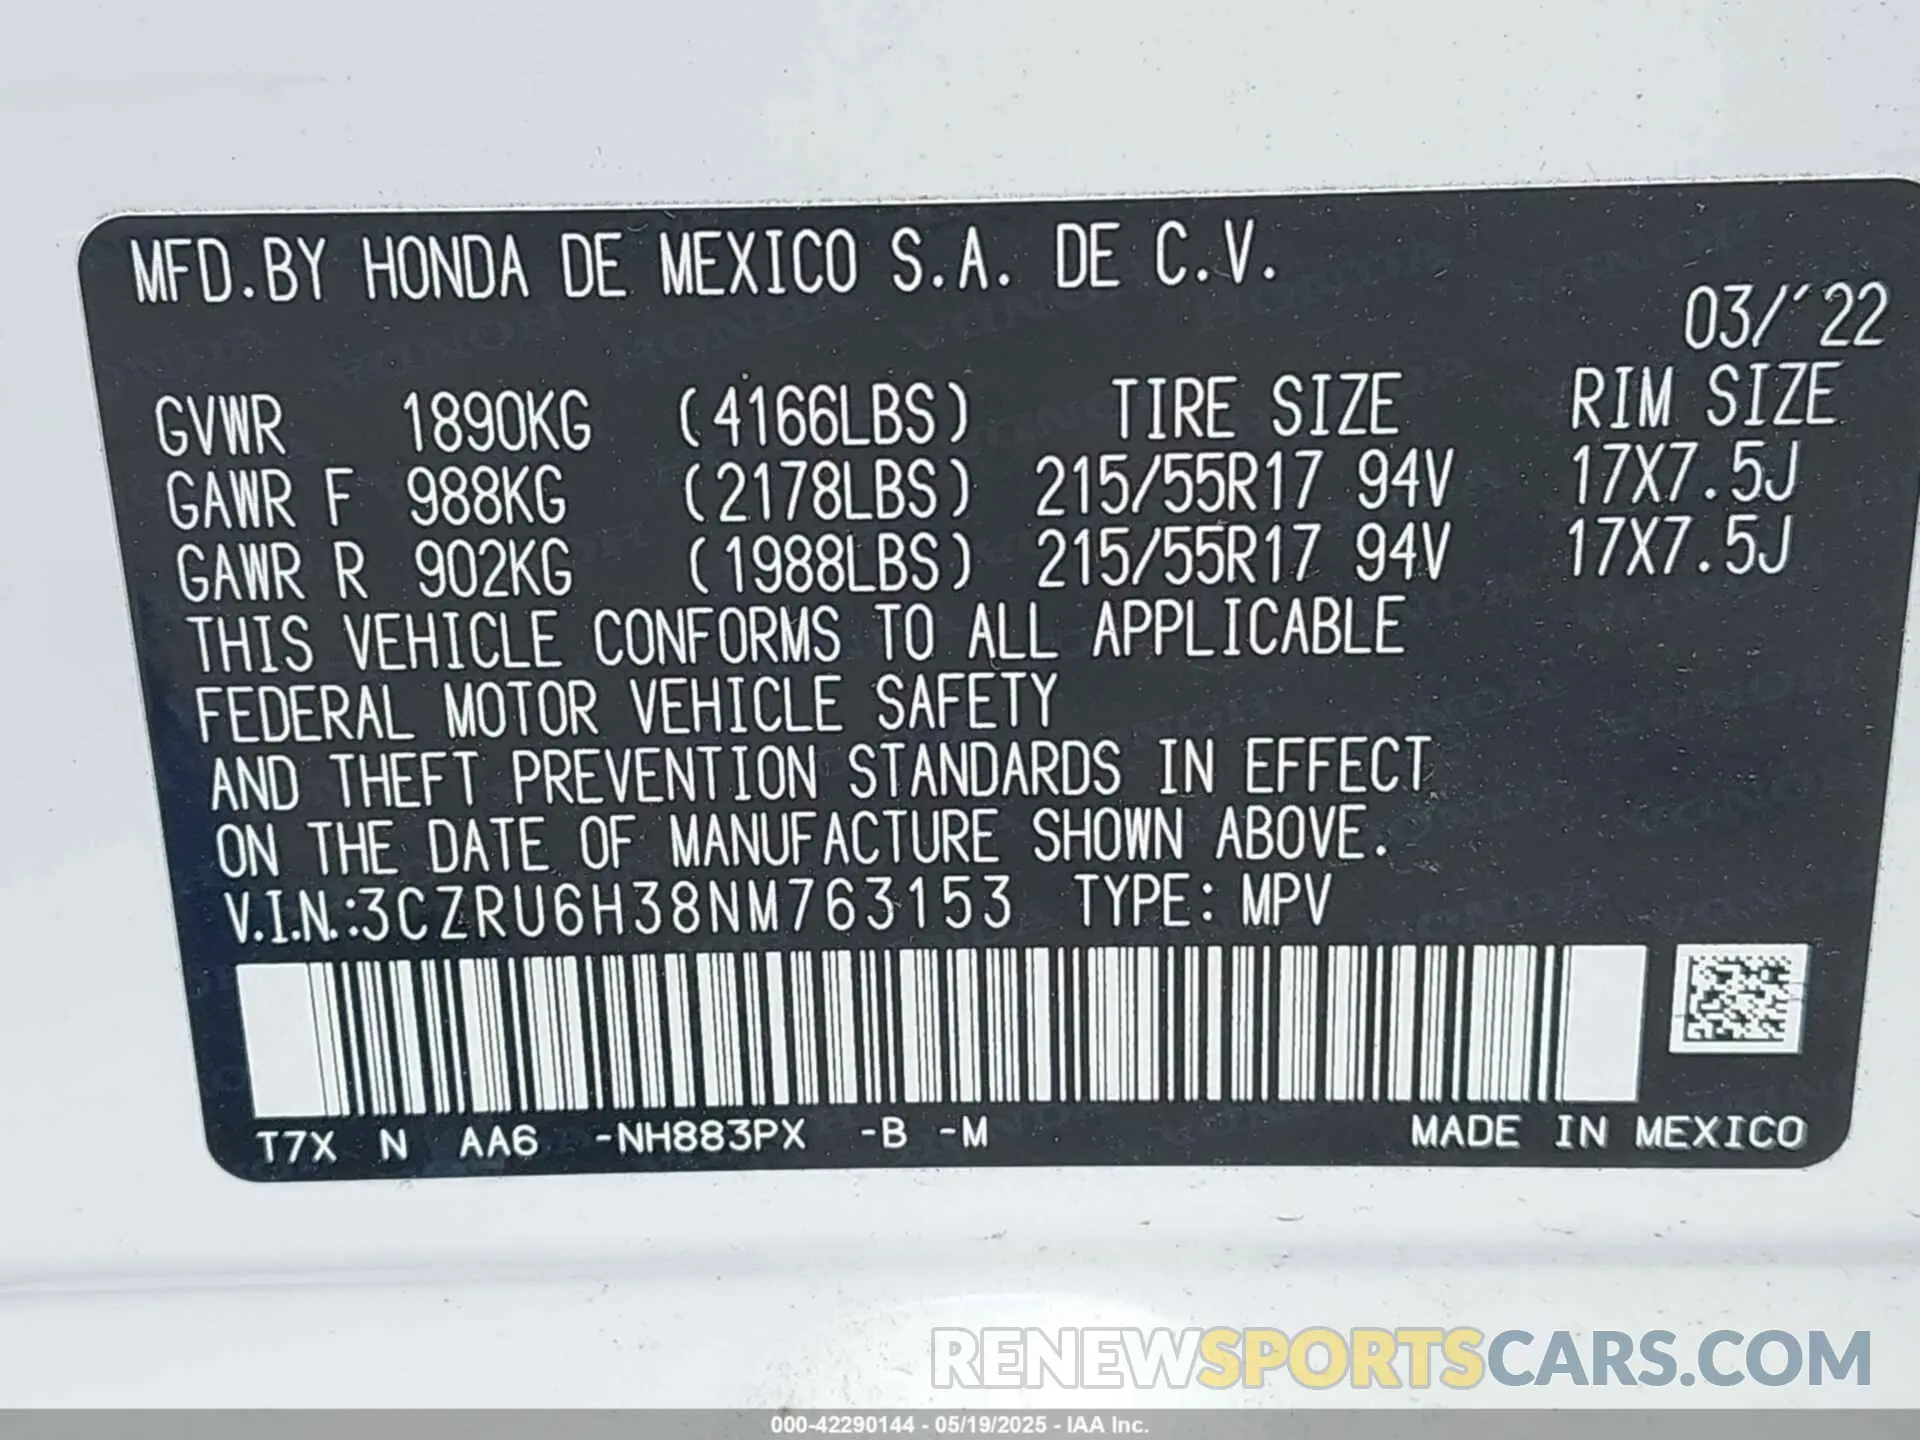 MFD.BY HONDA DE MEXICO S.A. DE C.V.
03/´22
GVWR 1890KG (4166LBS) TIRE SIZE RIM SIZE
GAWR F 988KG (2178LBS) 215/55R17 94V 17X7.5J
GAWR R 902KG (1988LBS) 215/55R17 94V 17X7.5J
THIS VEHICLE CONFORMS TO ALL APPLICABLE
FEDERAL MOTOR VEHICLE SAFETY
AND THEFT PREVENTION STANDARDS IN EFFECT
ON THE DATE OF MANUFACTURE SHOWN ABOVE.
V.I.N.:3CZRU6H38NM763153 TYPE: MPV
T7X N AA6 -NH883PX -B -M MADE IN MEXICO
RENEWSPORTSCARS.COM
000-42290144 - 05/19/2025 - IAA Inc.